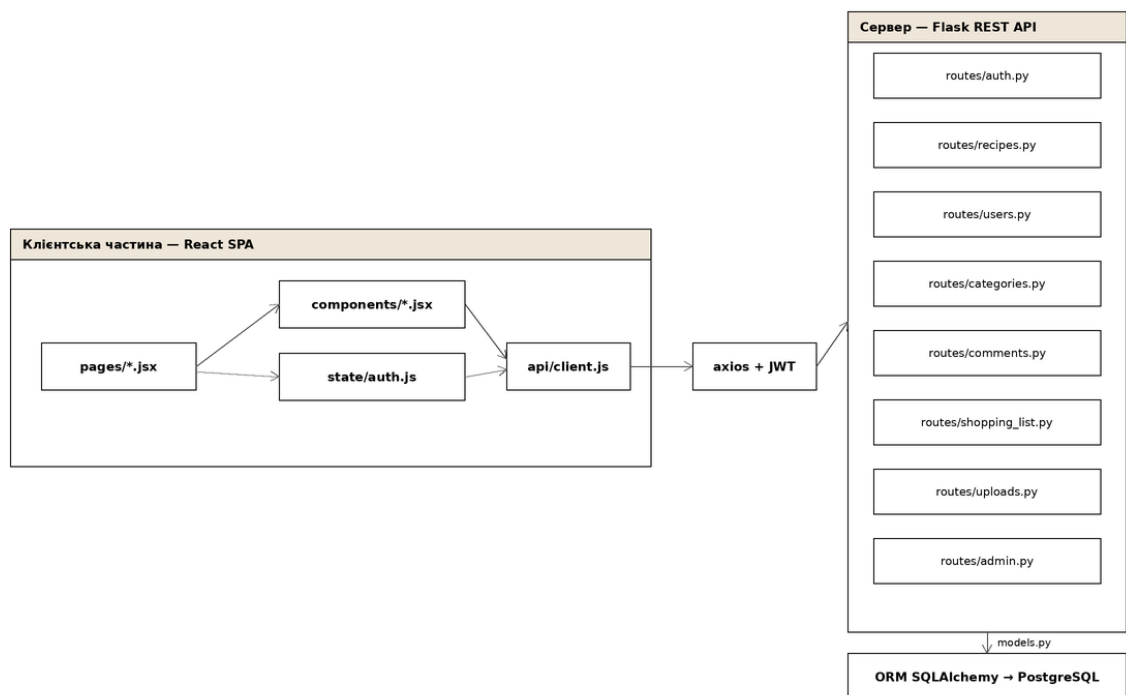 Сервер — Flask REST API
routes/auth.py
routes/recipes.py
routes/users.py
routes/categories.py
routes/comments.py
routes/shopping_list.py
routes/uploads.py
routes/admin.py
Клієнтська частина — React SPA
components/*.jsx
pages/*.jsx
state/auth.js
api/client.js
axios + JWT
models.py
ORM SQLAlchemy → PostgreSQL